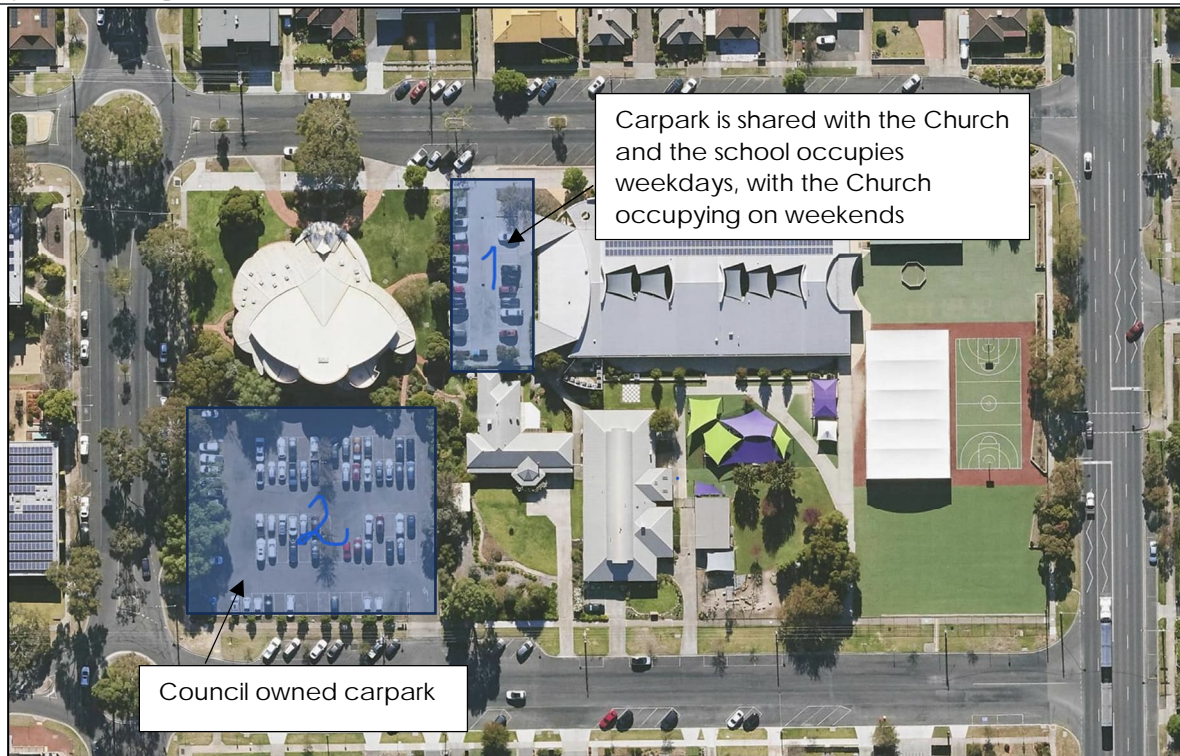 Carpark is shared with the Church
and the school occupies
weekdays, with the Church
occupying on weekends
1
2
Council owned carpark